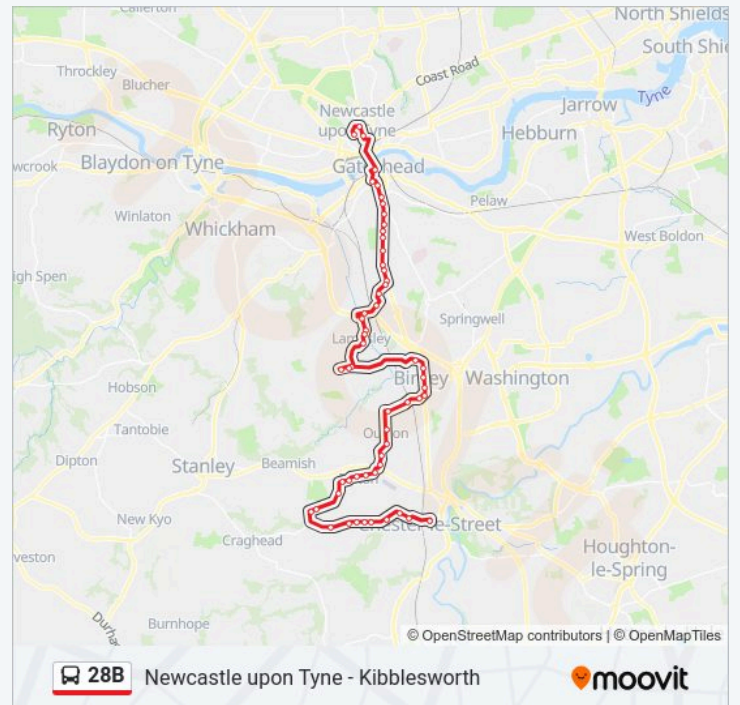 Callerton
North Shields
South Shie
Throckley
Coast Road
Blucher
Newcastle
upon Tyne
Tyne
Jarrow
Ryton
Hebburn
wcrook
Blaydon on Tyne
Gateshead
Pelaw
Winlaton
Whickham
West Boldon
igh Spen
Springwell
Lamesley
Birtley
Washington
Hobson
Tantobie
Ouston
Dipton
Stanley
Beamish
New Kyo
Chester-le-Street
Craghead
Houghton-
le-Spring
veston
Burnhope
Durha
© OpenStreetMap contributors | © OpenMapTiles
28B
Newcastle upon Tyne - Kibblesworth
moovit